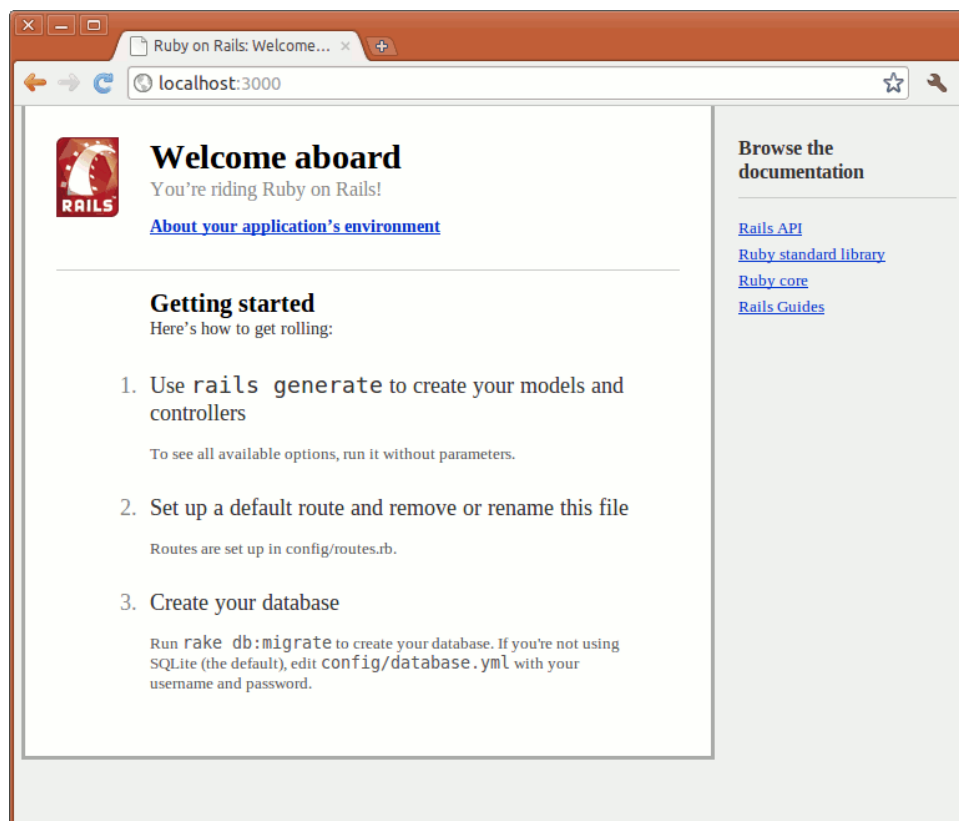 Ruby on Rails: Welcome...
localhost:3000
RAILS
Welcome aboard
You’re riding Ruby on Rails!
About your application’s environment
Getting started
Here’s how to get rolling:
1. Use rails generate to create your models and
controllers
To see all available options, run it without parameters.
2. Set up a default route and remove or rename this file
Routes are set up in config/routes.rb.
3. Create your database
Run rake db:migrate to create your database. If you're not using
SQLite (the default), edit config/database.yml with your
username and password.
Browse the
documentation
Rails API
Ruby standard library
Ruby core
Rails Guides